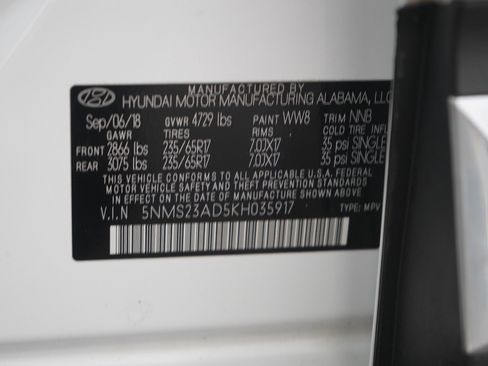 MANUFACTURED BY
HYUNDAI MOTOR MANUFACTURING ALABAMA, LLC
Sep/06/18 GVWR 4729 lbs PAINT WW8 TRIM NNB
GAWR TIRES RIMS COLD TIRE INFL
FRONT 2866 lbs 235/65R17 7.0JX17 35 psi SINGLE
REAR 3075 lbs 235/65R17 7.0JX17 35 psi SINGLE
THIS VEHICLE CONFORMS TO ALL APPLICABLE U.S.A. FEDERAL
MOTOR VEHICLE SAFETY, BUMPER, AND THEFT PREVENTION STANDARDS
IN EFFECT ON THE DATE OF MANUFACTURE SHOWN ABOVE.
V.I.N 5NMS23AD5KH035917 TYPE: MPV